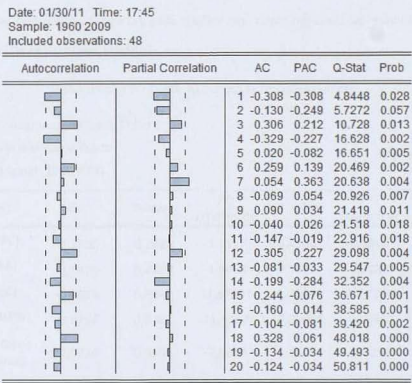 Date: 01/30/11 Time: 17:45
Sample: 1960 2009
Included observations: 48
Autocorrelation Partial Correlation AC PAC Q-Stat Prob
1 -0.308 -0.308 4.8448 0.028
2 -0.130 -0.249 5.7272 0.057
3 0.306 0.212 10.728 0.013
4 -0.329 -0.227 16.628 0.002
5 0.020 -0.082 16.651 0.005
6 0.259 0.139 20.469 0.002
7 0.054 0.363 20.638 0.004
8 -0.069 0.054 20.926 0.007
9 0.090 0.034 21.419 0.011
10 -0.040 0.026 21.518 0.018
11 -0.147 -0.019 22.916 0.018
12 0.305 0.227 29.098 0.004
13 -0.081 -0.033 29.547 0.005
14 -0.199 -0.284 32.352 0.004
15 0.244 -0.076 36.671 0.001
16 -0.160 0.014 38.585 0.001
17 -0.104 -0.081 39.420 0.002
18 0.328 0.061 48.018 0.000
19 -0.134 -0.034 49.493 0.000
20 -0.124 -0.034 50.811 0.000